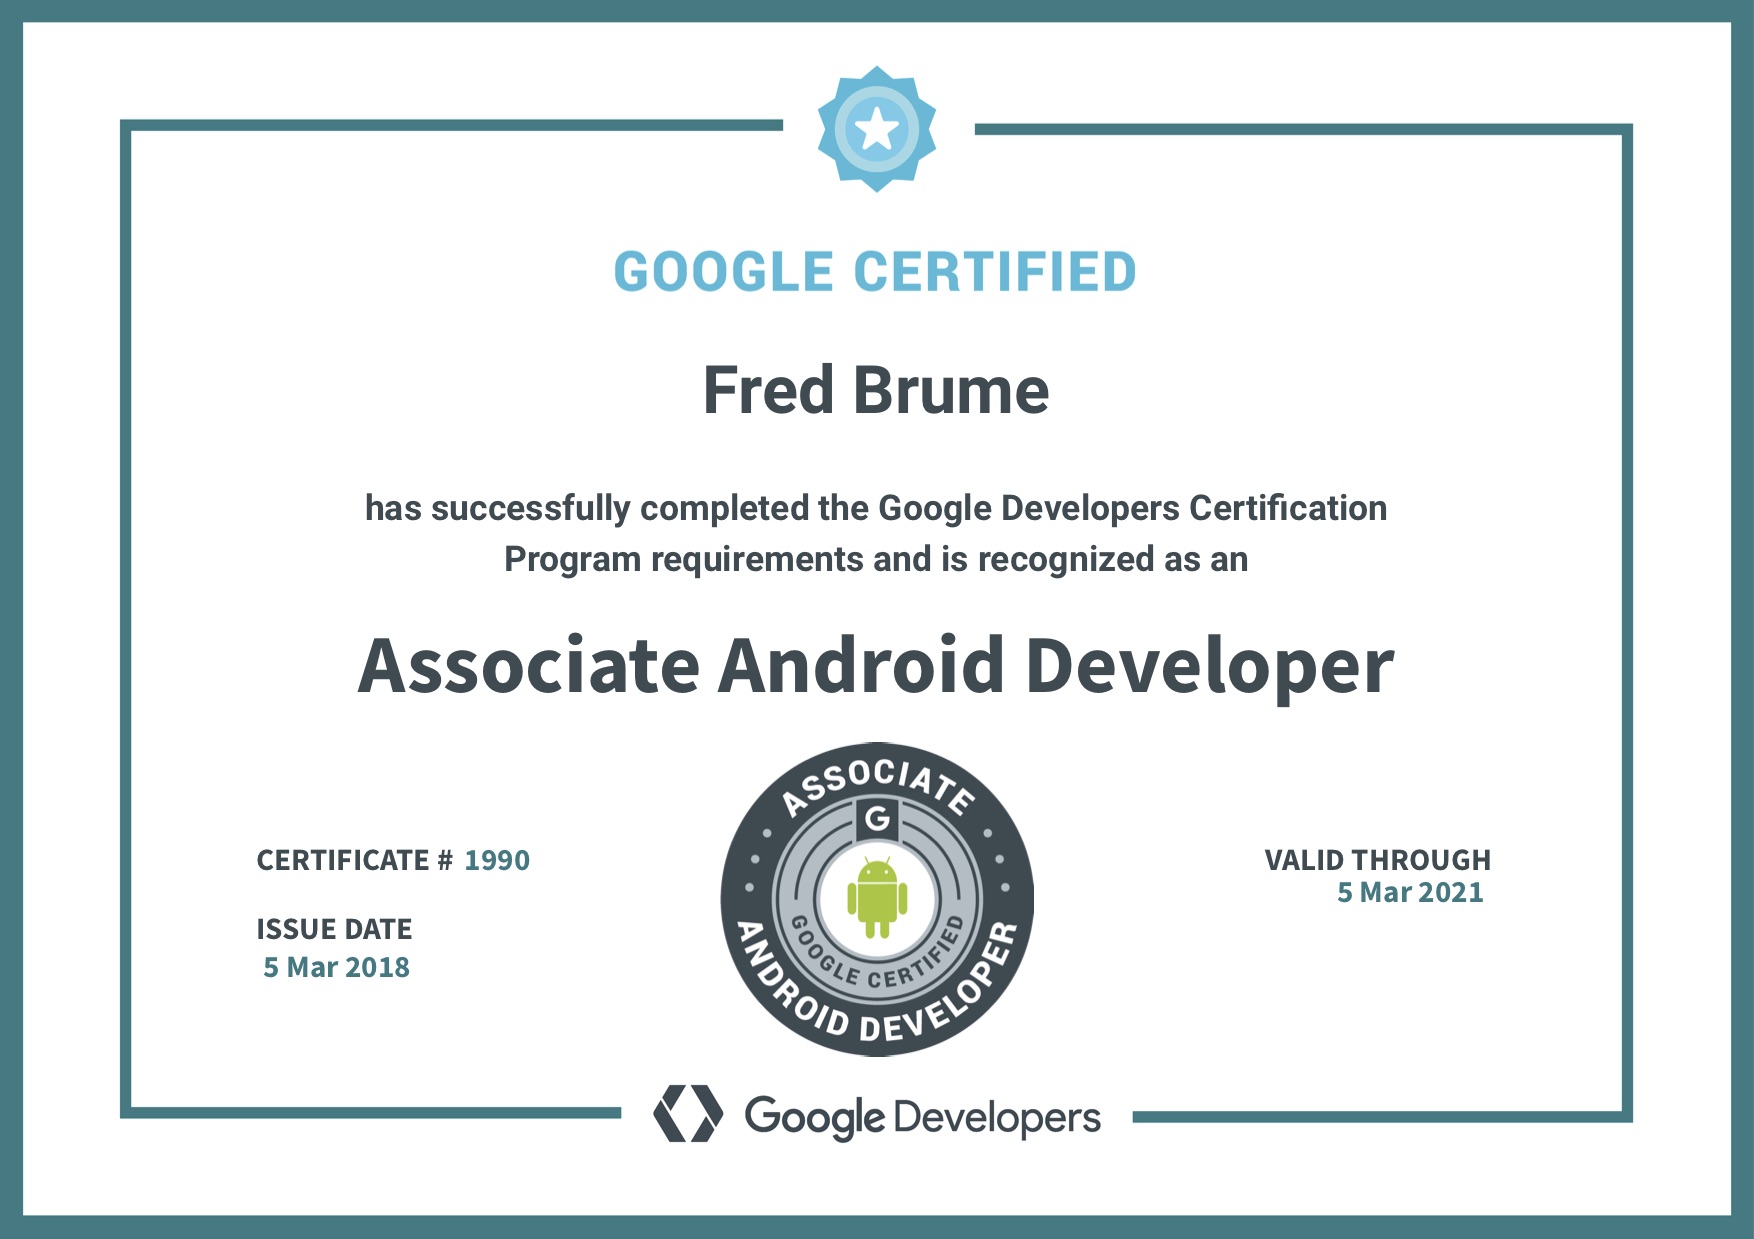 GOOGLE CERTIFIED
Fred Brume
has successfully completed the Google Developers Certification
Program requirements and is recognized as an
Associate Android Developer
ASSOCIATE
G
GOOGLE CERTIFIED
ANDROID DEVELOPER
CERTIFICATE # 1990
ISSUE DATE
5 Mar 2018
VALID THROUGH
5 Mar 2021
Google Developers